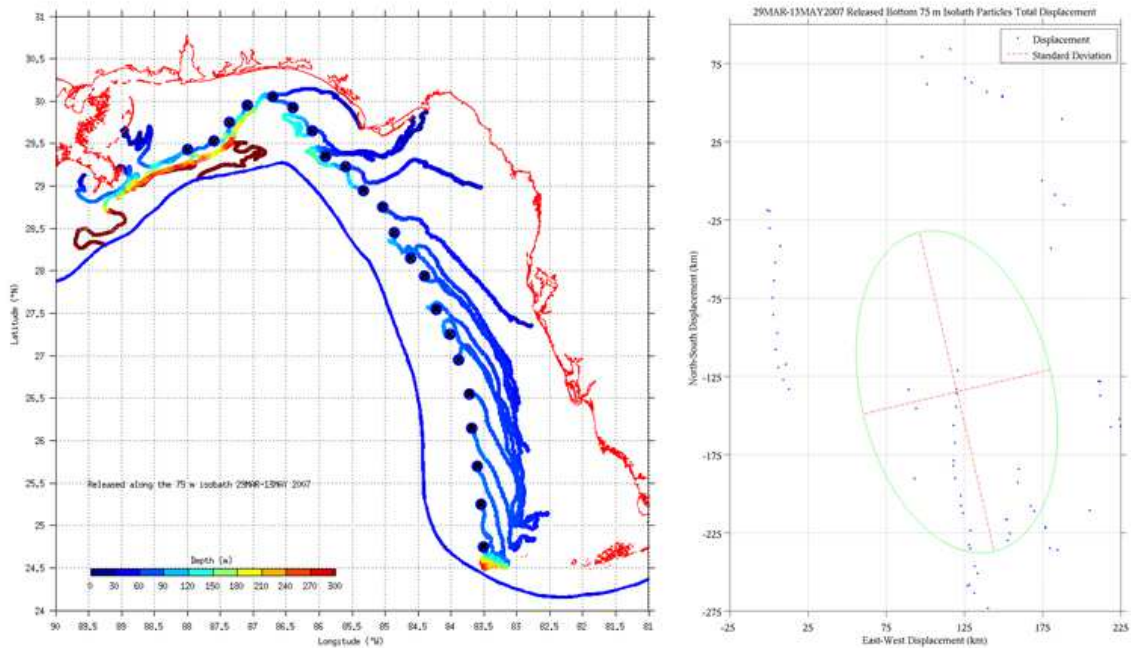 31
30.5
30
29.5
29
28.5
28
27.5
27
26.5
26
25.5
25
24.5
24
Latitude (°N)
Released along the 75 m isobath 29MAR-13MAY 2007
Depth (m)
0 30 60 90 120 150 180 210 240 270 300
90 89.5 89 88.5 88 87.5 87 86.5 86 85.5 85 84.5 84 83.5 83 82.5 82 81.5 81
Longitude (°W)
29MAR-13MAY2007 Released Bottom 75 m Isobath Particles Total Displacement
Displacement
Standard Deviation
75
25
-25
-75
-125
-175
-225
-275
North-South Displacement (km)
-25 25 75 125 175 225
East-West Displacement (km)